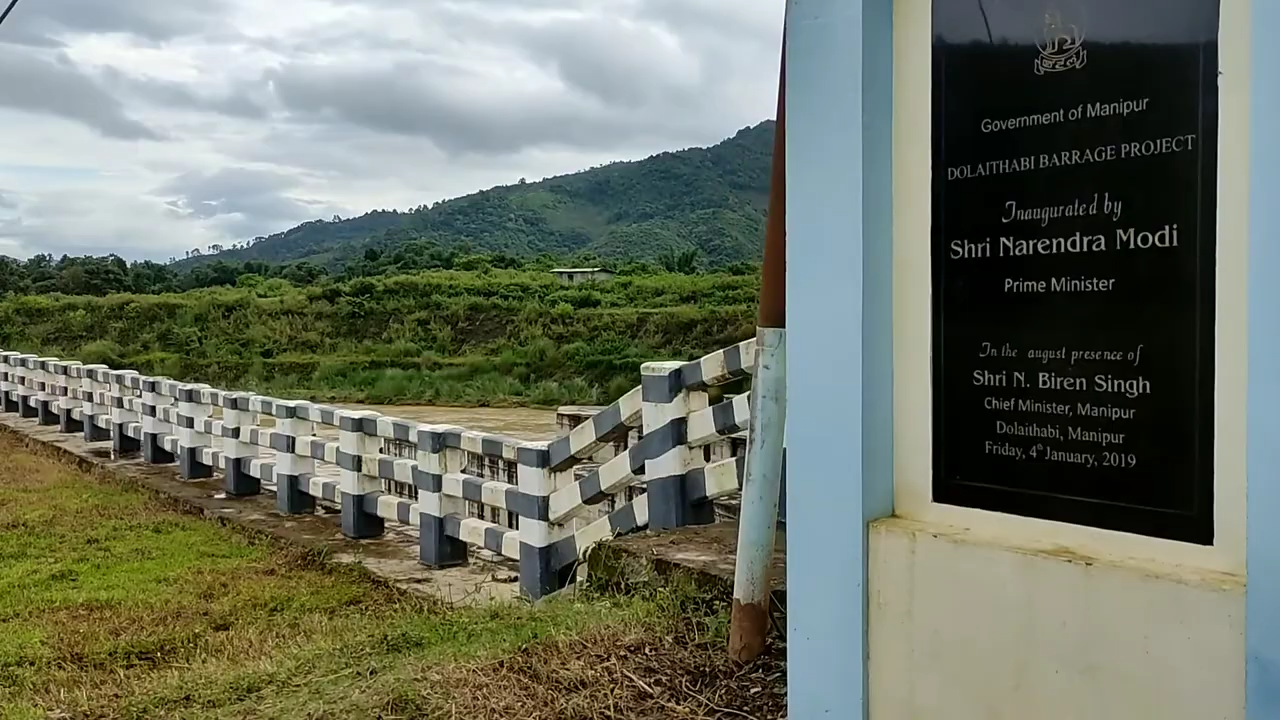 Government of Manipur
DOLAITHABI BARRAGE PROJECT
Inaugurated by
Shri Narendra Modi
Prime Minister
In the august presence of
Shri N. Biren Singh
Chief Minister, Manipur
Dolaithabi, Manipur
Friday, 4th January, 2019